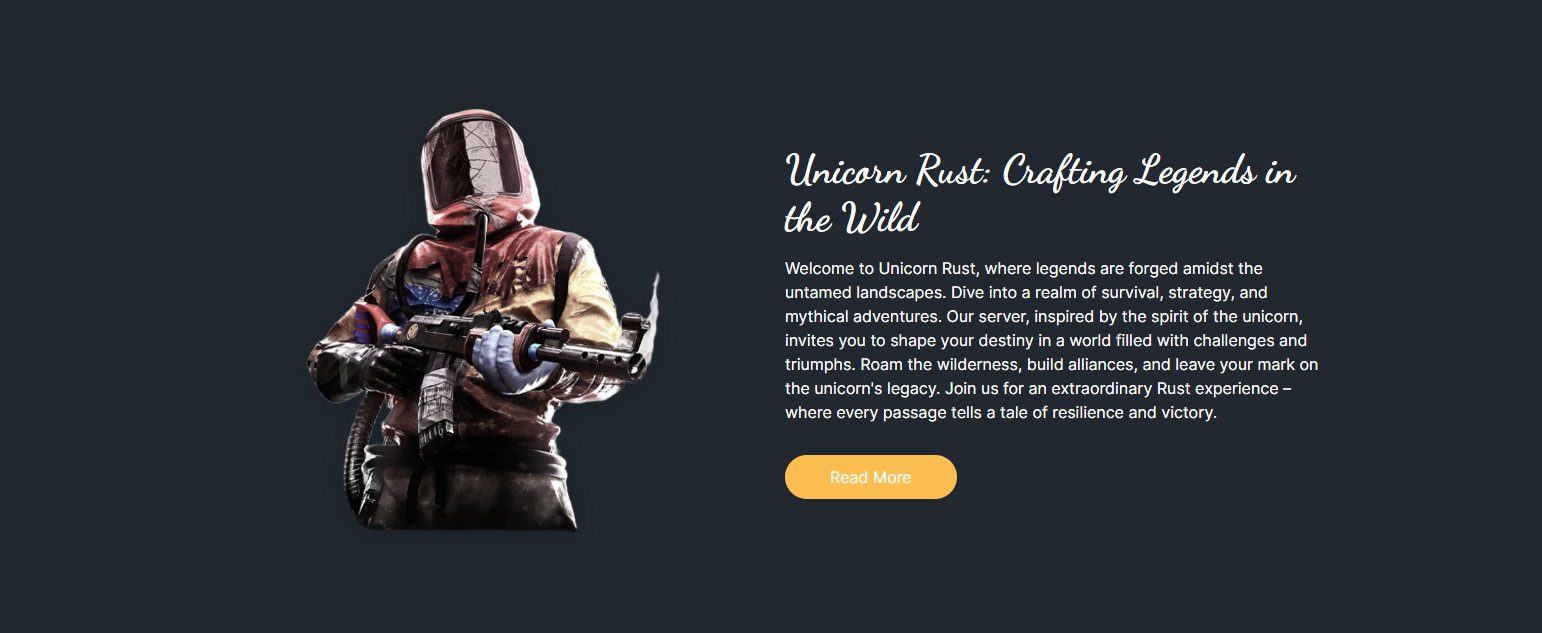 Unicorn Rust: Crafting Legends in
the Wild
Welcome to Unicorn Rust, where legends are forged amidst the
untamed landscapes. Dive into a realm of survival, strategy, and
mythical adventures. Our server, inspired by the spirit of the unicorn,
invites you to shape your destiny in a world filled with challenges and
triumphs. Roam the wilderness, build alliances, and leave your mark on
the unicorn's legacy. Join us for an extraordinary Rust experience –
where every passage tells a tale of resilience and victory.
Read More